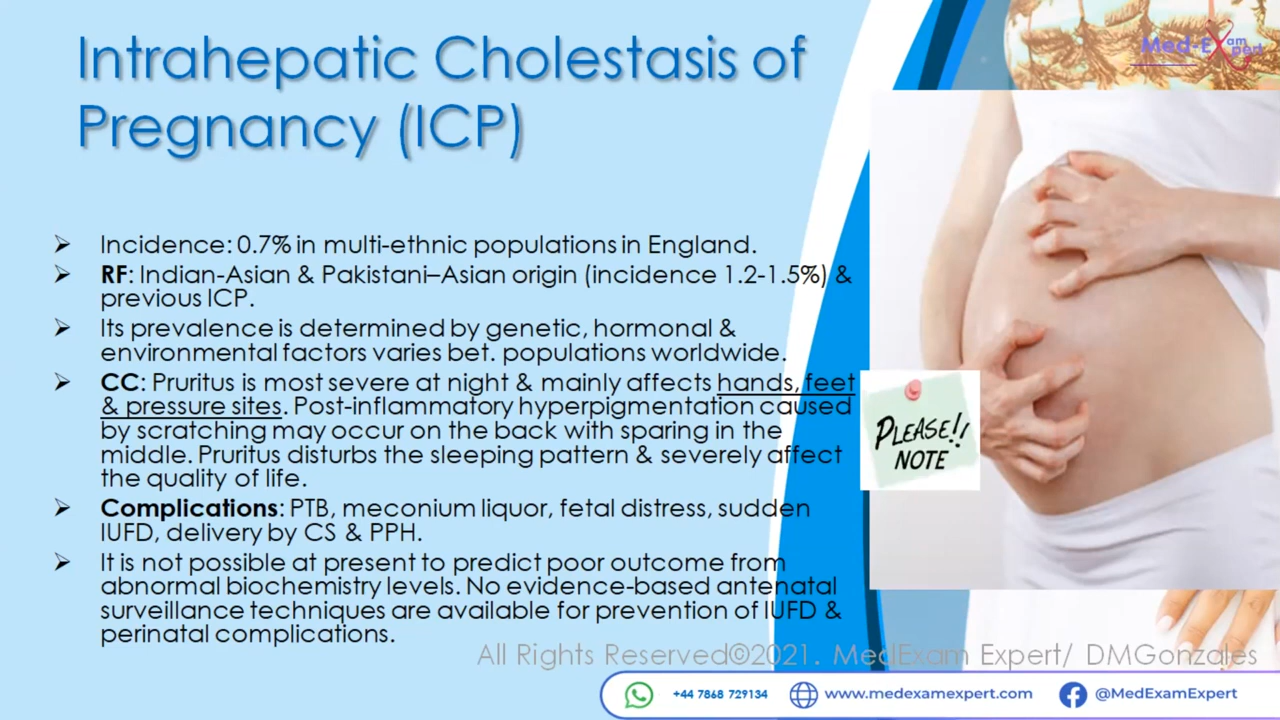 Intrahepatic Cholestasis of
Pregnancy (ICP)
Med-Exam
pert
➢ Incidence: 0.7% in multi-ethnic populations in England.
➢ RF: Indian-Asian & Pakistani–Asian origin (incidence 1.2-1.5%) &
previous ICP.
➢ Its prevalence is determined by genetic, hormonal &
environmental factors varies bet. populations worldwide.
➢ CC: Pruritus is most severe at night & mainly affects hands, feet
& pressure sites. Post-inflammatory hyperpigmentation caused
by scratching may occur on the back with sparing in the
middle. Pruritus disturbs the sleeping pattern & severely affect
the quality of life.
➢ Complications: PTB, meconium liquor, fetal distress, sudden
IUFD, delivery by CS & PPH.
➢ It is not possible at present to predict poor outcome from
abnormal biochemistry levels. No evidence-based antenatal
surveillance techniques are available for prevention of IUFD &
perinatal complications.
PLEASE!!
NOTE
All Rights Reserved©2021. MedExam Expert/ DMGonzales
+44 7868 729134 www.medexamexpert.com @MedExamExpert